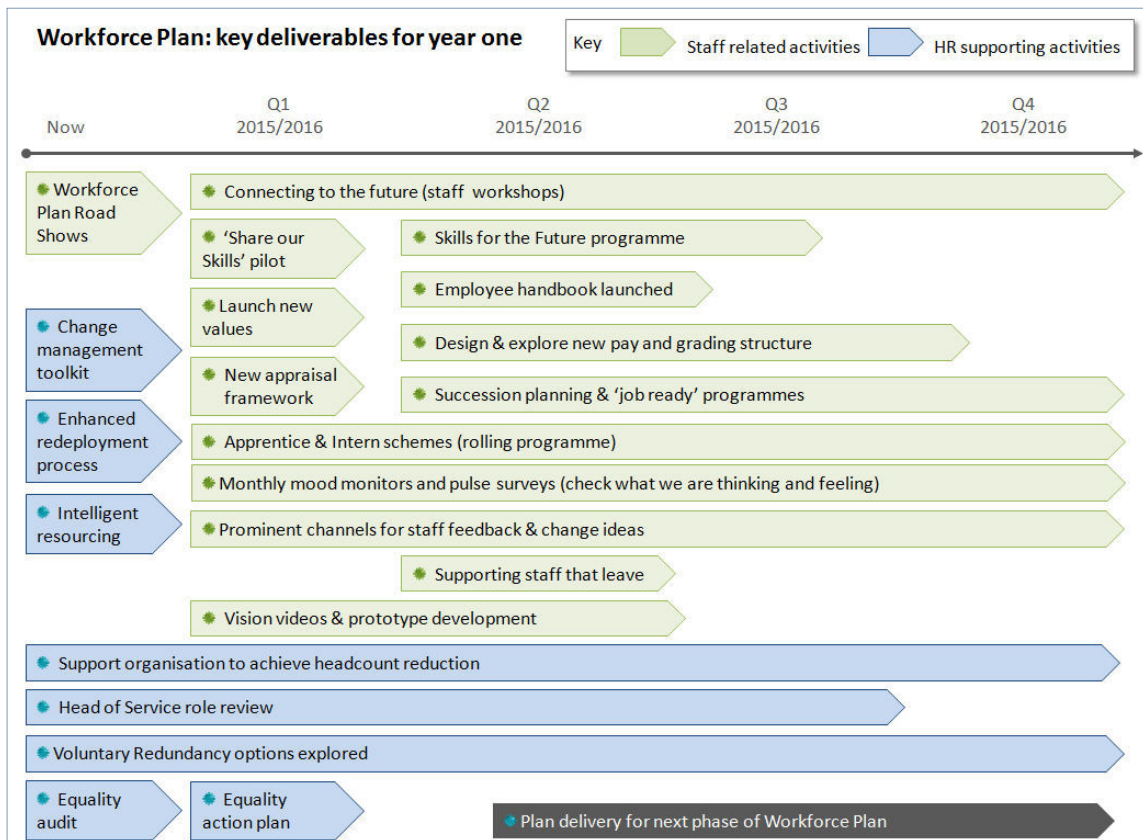 Workforce Plan: key deliverables for year one
Key
Staff related activities
HR supporting activities
Now
Q1
2015/2016
Q2
2015/2016
Q3
2015/2016
Q4
2015/2016
Workforce
Plan Road
Shows
Connecting to the future (staff workshops)
‘Share our
Skills’ pilot
Skills for the Future programme
Employee handbook launched
Launch new
values
Change
management
toolkit
Design & explore new pay and grading structure
New appraisal
framework
Succession planning & ‘job ready’ programmes
Enhanced
redeployment
process
Apprentice & Intern schemes (rolling programme)
Monthly mood monitors and pulse surveys (check what we are thinking and feeling)
Intelligent
resourcing
Prominent channels for staff feedback & change ideas
Supporting staff that leave
Vision videos & prototype development
Support organisation to achieve headcount reduction
Head of Service role review
Voluntary Redundancy options explored
Equality
audit
Equality
action plan
Plan delivery for next phase of Workforce Plan